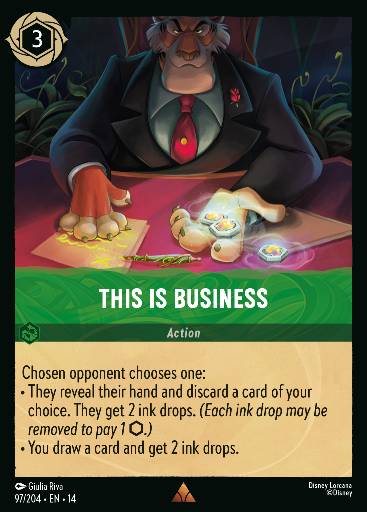 3
THIS IS BUSINESS
Action
Chosen opponent chooses one:
• They reveal their hand and discard a card of your
choice. They get 2 ink drops. (Each ink drop may be
removed to pay 1 ⬡.)
• You draw a card and get 2 ink drops.
Giulia Riva
97/204 • EN • 14
Disney Lorcana
©Disney